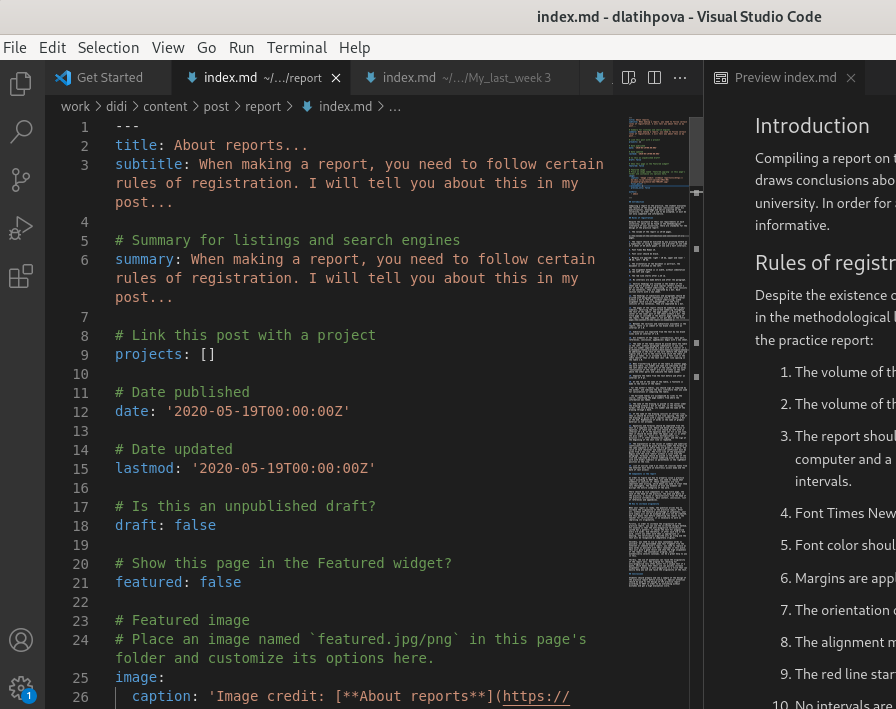 index.md - dlatihpova - Visual Studio Code
File Edit Selection View Go Run Terminal Help
Get Started
index.md ~/.../report
index.md ~/.../My_last_week 3
Preview index.md
work > didi > content > post > report > index.md > ...
1 ---
2 title: About reports...
3 subtitle: When making a report, you need to follow certain
rules of registration. I will tell you about this in my
post...
4
5 # Summary for listings and search engines
6 summary: When making a report, you need to follow certain
rules of registration. I will tell you about this in my
post...
7
8 # Link this post with a project
9 projects: []
10
11 # Date published
12 date: '2020-05-19T00:00:00Z'
13
14 # Date updated
15 lastmod: '2020-05-19T00:00:00Z'
16
17 # Is this an unpublished draft?
18 draft: false
19
20 # Show this page in the Featured widget?
21 featured: false
22
23 # Featured image
24 # Place an image named `featured.jpg/png` in this page's
folder and customize its options here.
25 image:
26 caption: 'Image credit: [**About reports**](https://
1
Introduction
Compiling a report on t
draws conclusions abo
university. In order for a
informative.
Rules of registr
Despite the existence o
in the methodological l
the practice report:
1. The volume of th
2. The volume of th
3. The report shoul
computer and a
intervals.
4. Font Times New
5. Font color shoul
6. Margins are appl
7. The orientation o
8. The alignment m
9. The red line star
10. No intervals are